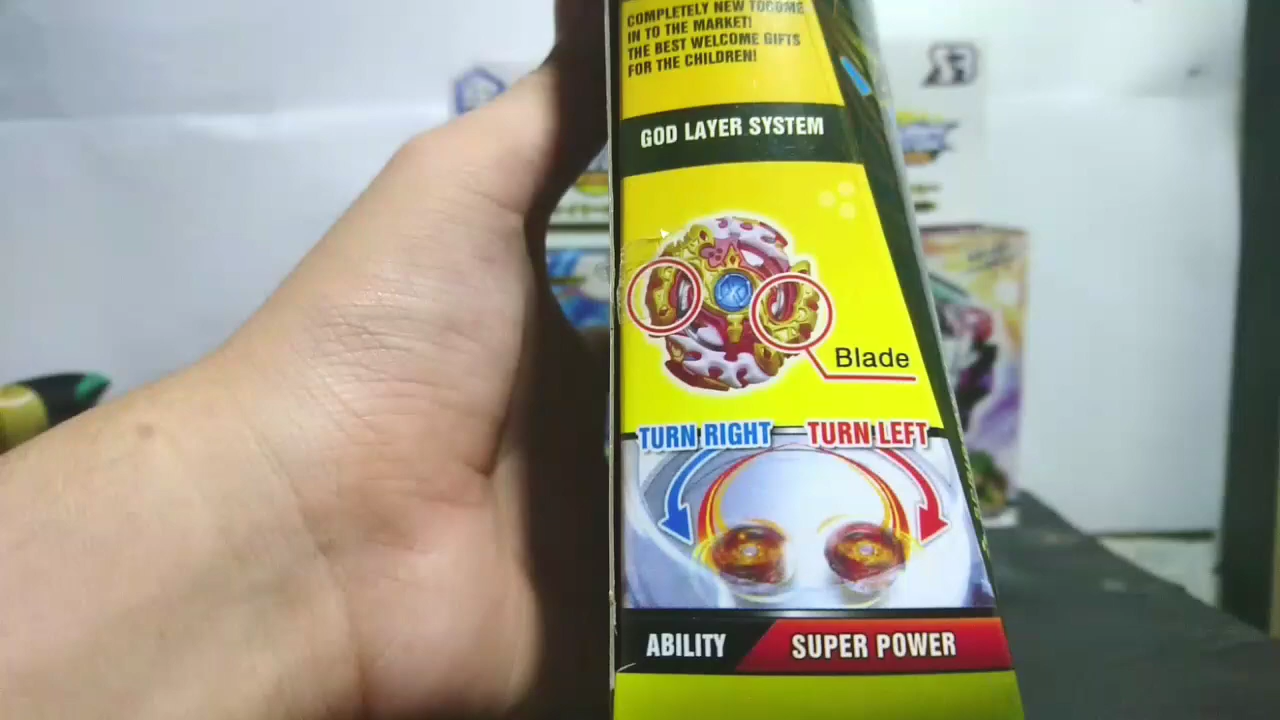 COMPLETELY NEW TOCOME
IN TO THE MARKET!
THE BEST WELCOME GIFTS
FOR THE CHILDREN!
GOD LAYER SYSTEM
Blade
TURN RIGHT TURN LEFT
ABILITY SUPER POWER